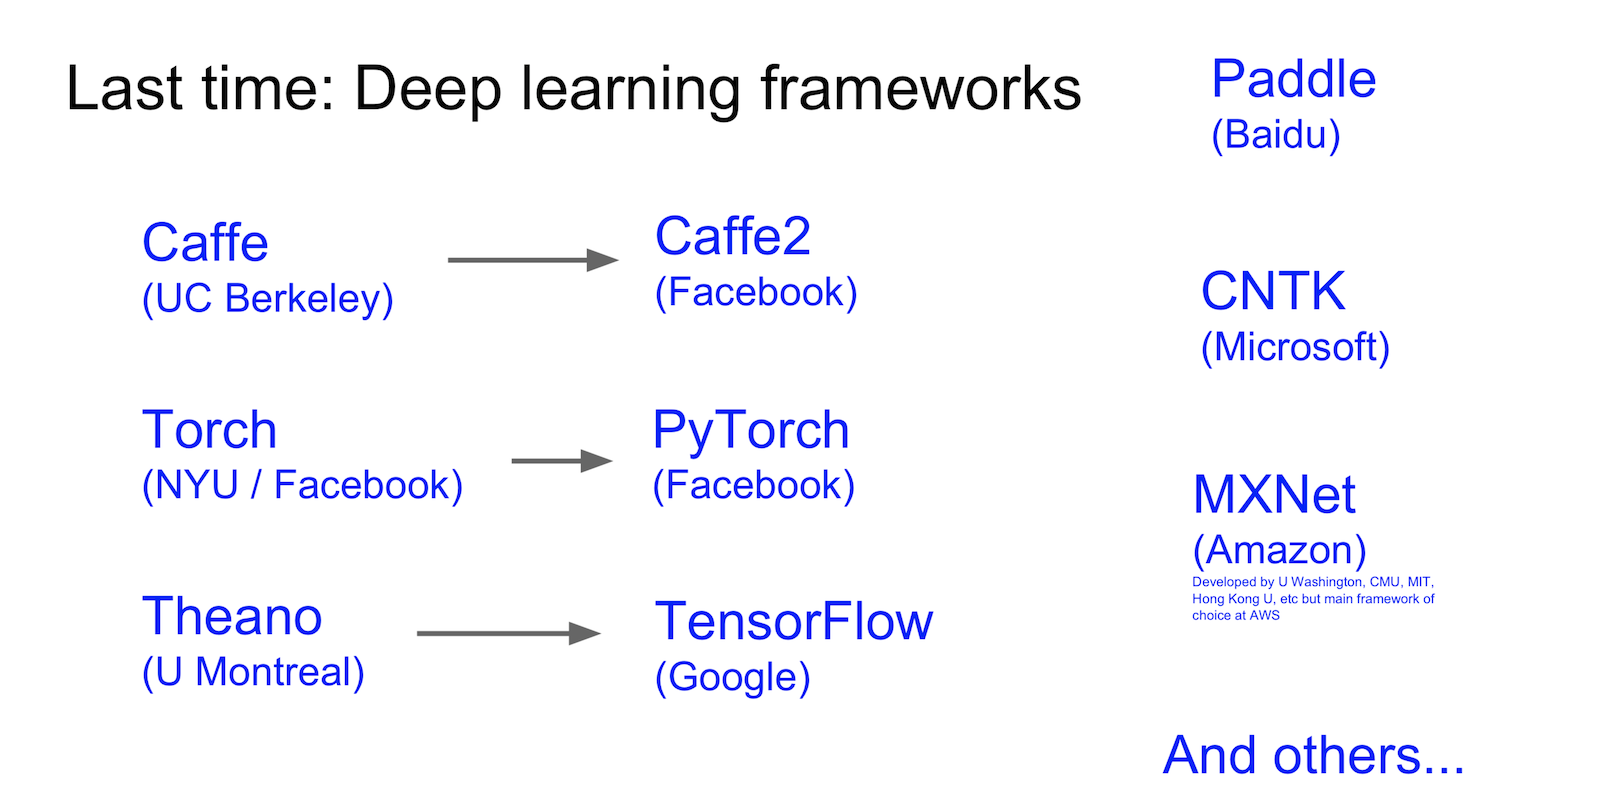 Last time: Deep learning frameworks
Caffe
(UC Berkeley)
Caffe2
(Facebook)
Torch
(NYU / Facebook)
PyTorch
(Facebook)
Theano
(U Montreal)
TensorFlow
(Google)
Paddle
(Baidu)
CNTK
(Microsoft)
MXNet
(Amazon)
Developed by U Washington, CMU, MIT,
Hong Kong U, etc but main framework of
choice at AWS
And others...